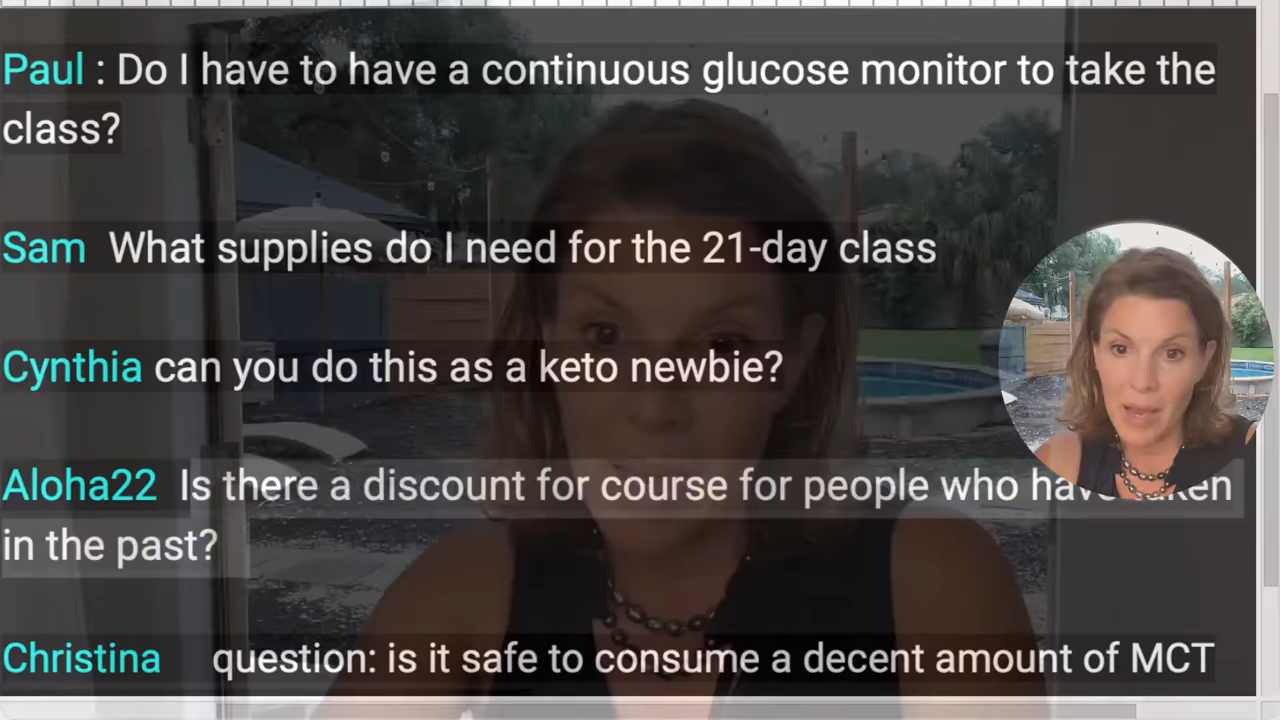 Paul : Do I have to have a continuous glucose monitor to take the
class?
Sam What supplies do I need for the 21-day class
Cynthia can you do this as a keto newbie?
Aloha22 Is there a discount for course for people who have taken
in the past?
Christina question: is it safe to consume a decent amount of MCT